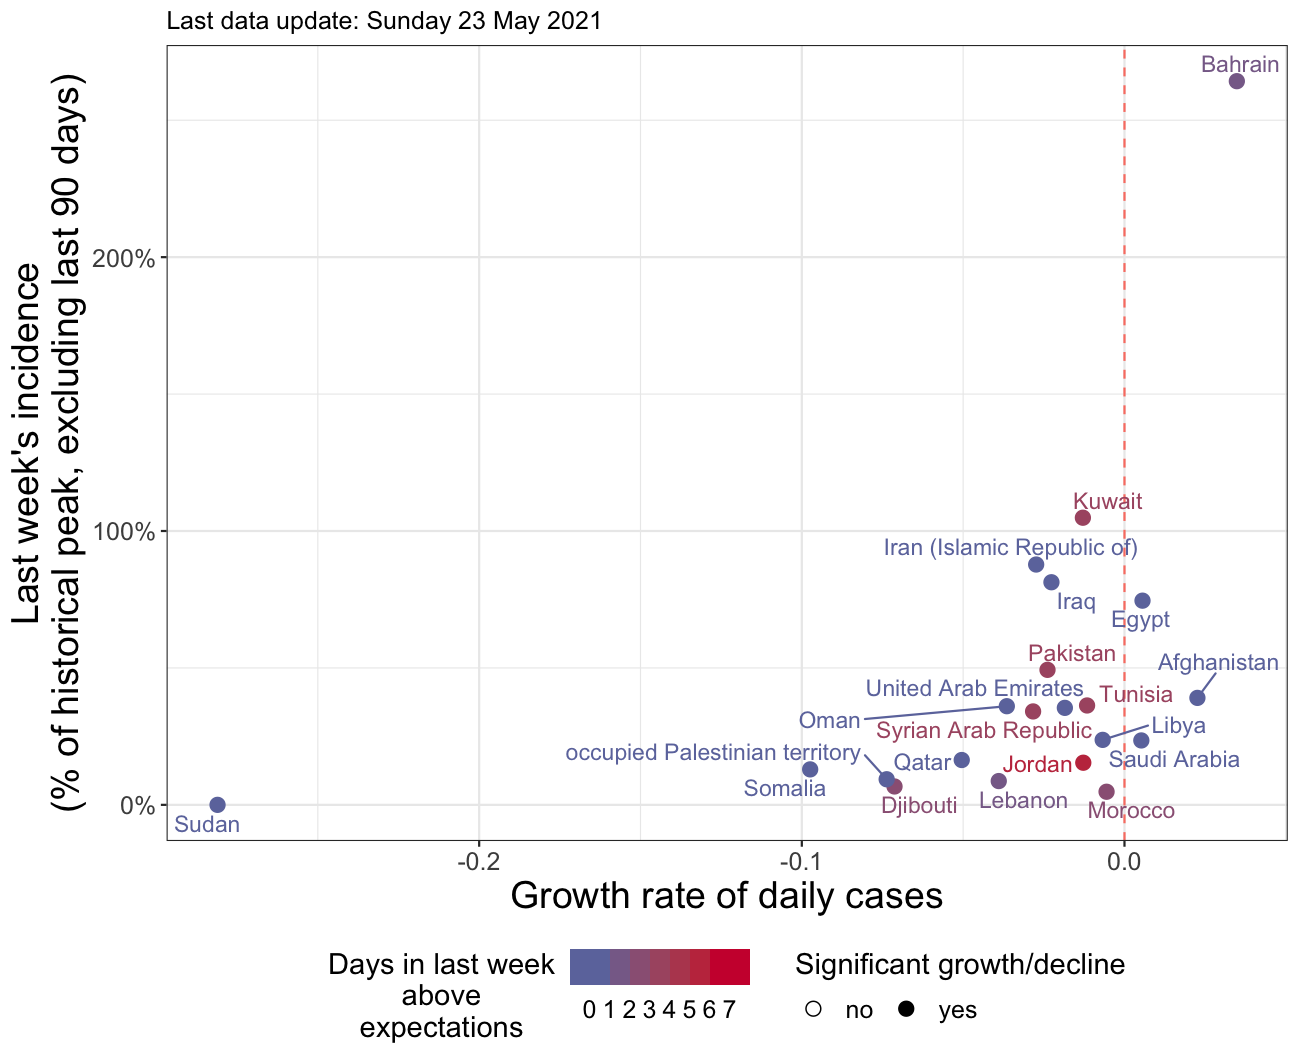 Last data update: Sunday 23 May 2021
Last week's incidence
(% of historical peak, excluding last 90 days)
200%
100%
0%
Bahrain
Kuwait
Iran (Islamic Republic of)
Iraq
Egypt
Pakistan
Afghanistan
United Arab Emirates
Tunisia
Oman
Syrian Arab Republic
Libya
occupied Palestinian territory
Qatar
Jordan
Saudi Arabia
Somalia
Djibouti
Lebanon
Morocco
Sudan
-0.2
-0.1
0.0
Growth rate of daily cases
Days in last week
above
expectations
0 1 2 3 4 5 6 7
Significant growth/decline
no
yes